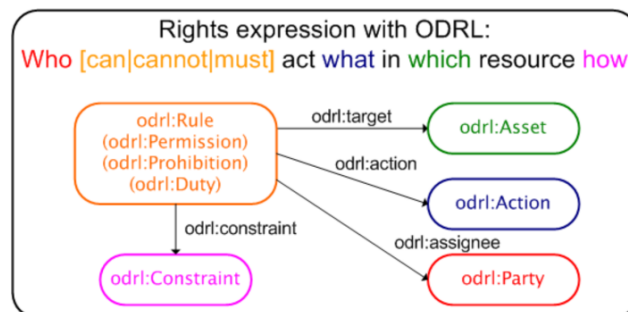 Rights expression with ODRL:
Who [can|cannot|must] act what in which resource how
odrl:Rule
(odrl:Permission)
(odrl:Prohibition)
(odrl:Duty)
odrl:target
odrl:Asset
odrl:action
odrl:Action
odrl:constraint
odrl:assignee
odrl:Constraint
odrl:Party